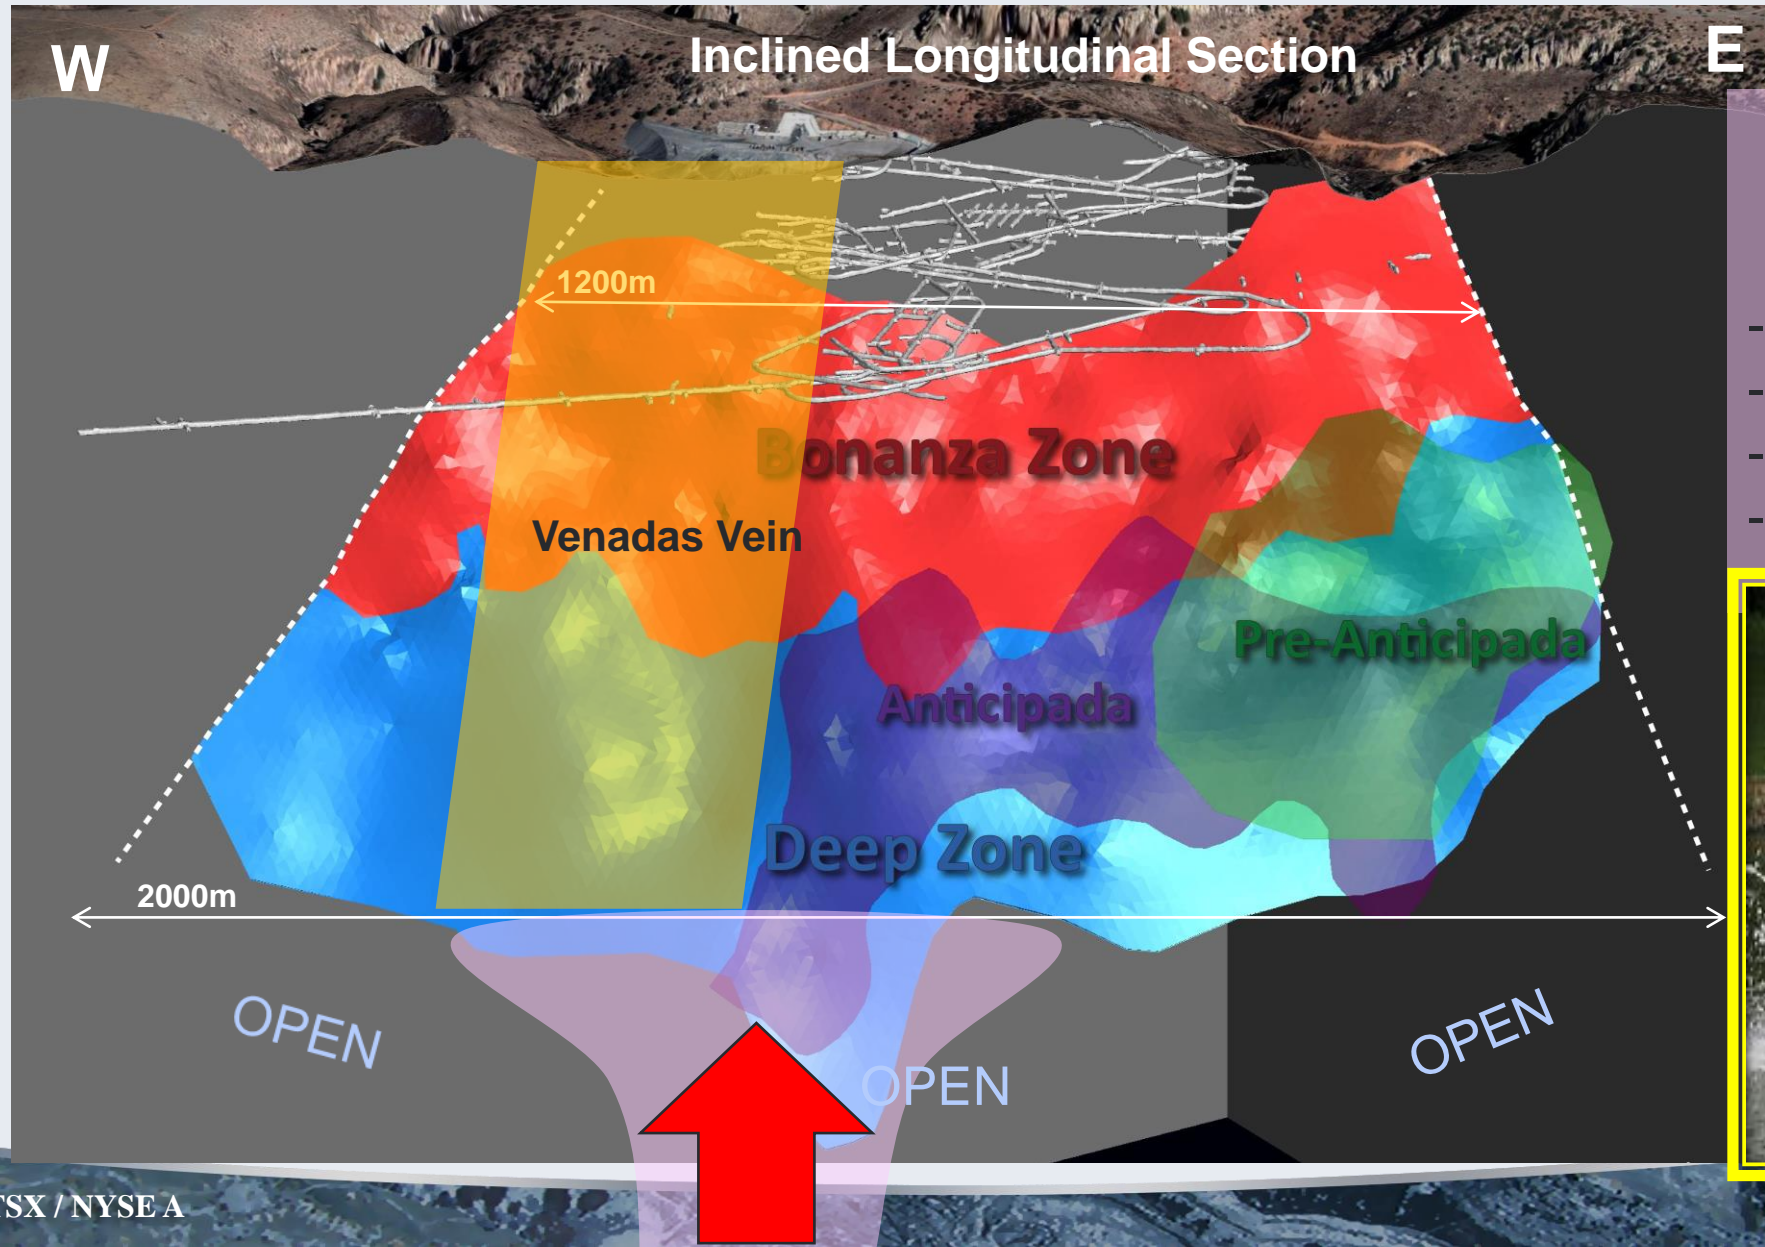 W
Inclined Longitudinal Section
E
1200m
Bonanza Zone
Venadas Vein
Pre-Anticipada
Anticipada
Deep Zone
2000m
OPEN
OPEN
OPEN
TSX / NYSE A